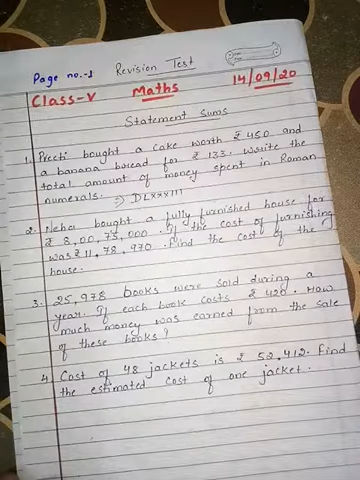 Page no.-1 Revision Test
14/09/20
Class-V Maths
Statement Sums
1. Preeti bought a cake worth ₹ 450 and
a banana bread for ₹ 133. Write the
total amount of money spent in Roman
numerals. ⇒ DLXXXIII
2. Neha bought a fully furnished house for
₹ 8,00,75,000. If the cost of furnishing
was ₹ 11,78,970. Find the cost of the
house.
3. 25,978 books were sold during a
year. If each book costs ₹ 420. How
much money was earned from the sale
of these books?
4. Cost of 48 jackets is ₹ 52,412. Find
the estimated cost of one jacket.